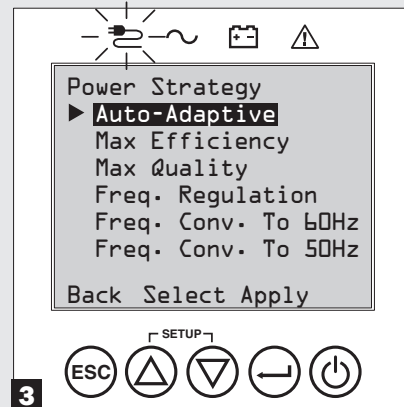 Power Strategy
Auto-Adaptive
Max Efficiency
Max Quality
Freq. Regulation
Freq. Conv. To 60Hz
Freq. Conv. To 50Hz
Back Select Apply
SETUP
ESC
3